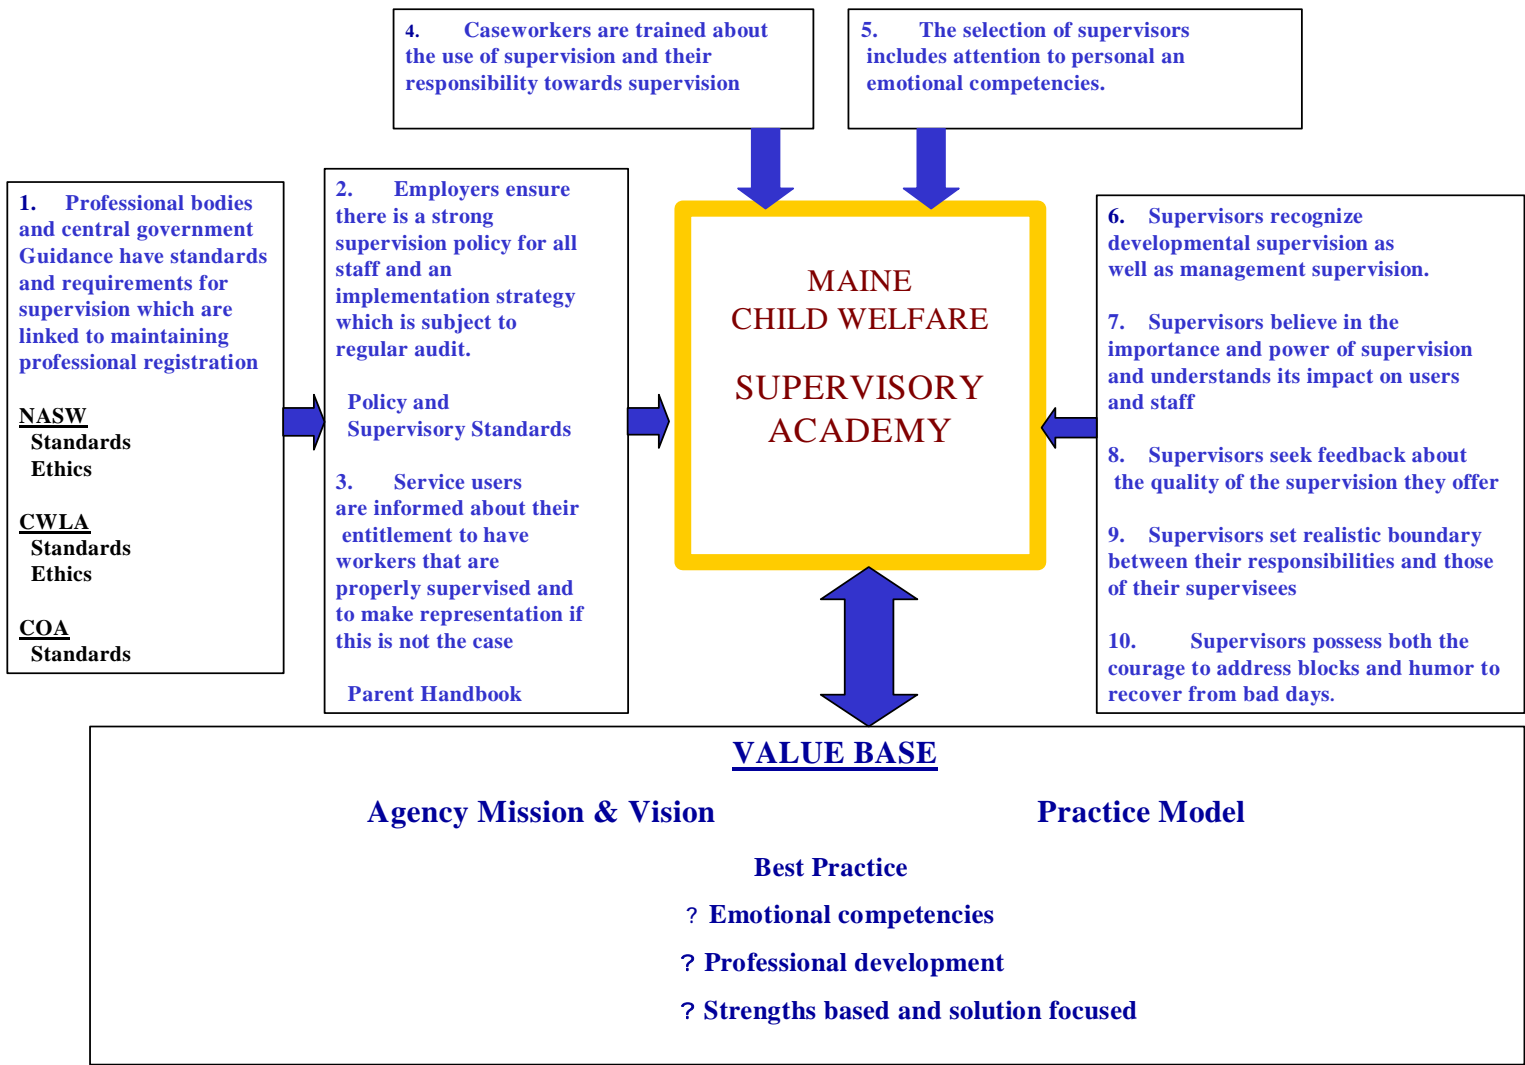 4. Caseworkers are trained about
the use of supervision and their
responsibility towards supervision
5. The selection of supervisors
includes attention to personal an
emotional competencies.
1. Professional bodies
and central government
Guidance have standards
and requirements for
supervision which are
linked to maintaining
professional registration
NASW
Standards
Ethics
CWLA
Standards
Ethics
COA
Standards
2. Employers ensure
there is a strong
supervision policy for all
staff and an
implementation strategy
which is subject to
regular audit.
Policy and
Supervisory Standards
3. Service users
are informed about their
entitlement to have
workers that are
properly supervised and
to make representation if
this is not the case
Parent Handbook
MAINE
CHILD WELFARE
SUPERVISORY
ACADEMY
6. Supervisors recognize
developmental supervision as
well as management supervision.
7. Supervisors believe in the
importance and power of supervision
and understands its impact on users
and staff
8. Supervisors seek feedback about
the quality of the supervision they offer
9. Supervisors set realistic boundary
between their responsibilities and those
of their supervisees
10. Supervisors possess both the
courage to address blocks and humor to
recover from bad days.
VALUE BASE
Agency Mission & Vision Practice Model
Best Practice
? Emotional competencies
? Professional development
? Strengths based and solution focused